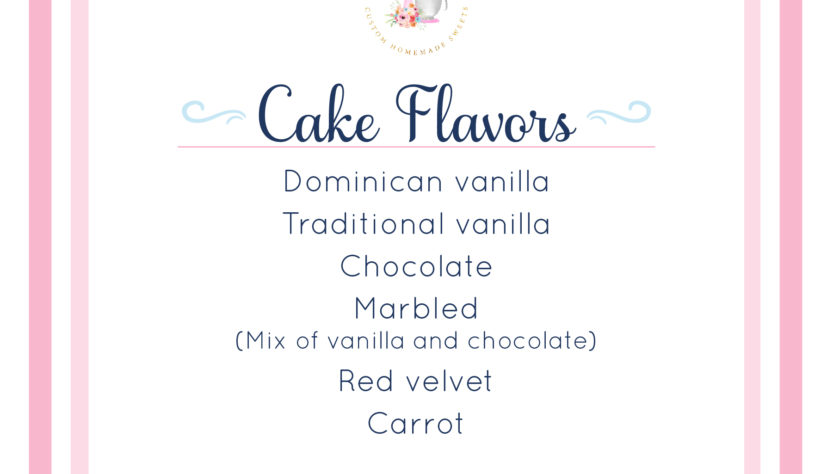 CUSTOM HOMEMADE SWEETS
Cake Flavors
Dominican vanilla
Traditional vanilla
Chocolate
Marbled
(Mix of vanilla and chocolate)
Red velvet
Carrot